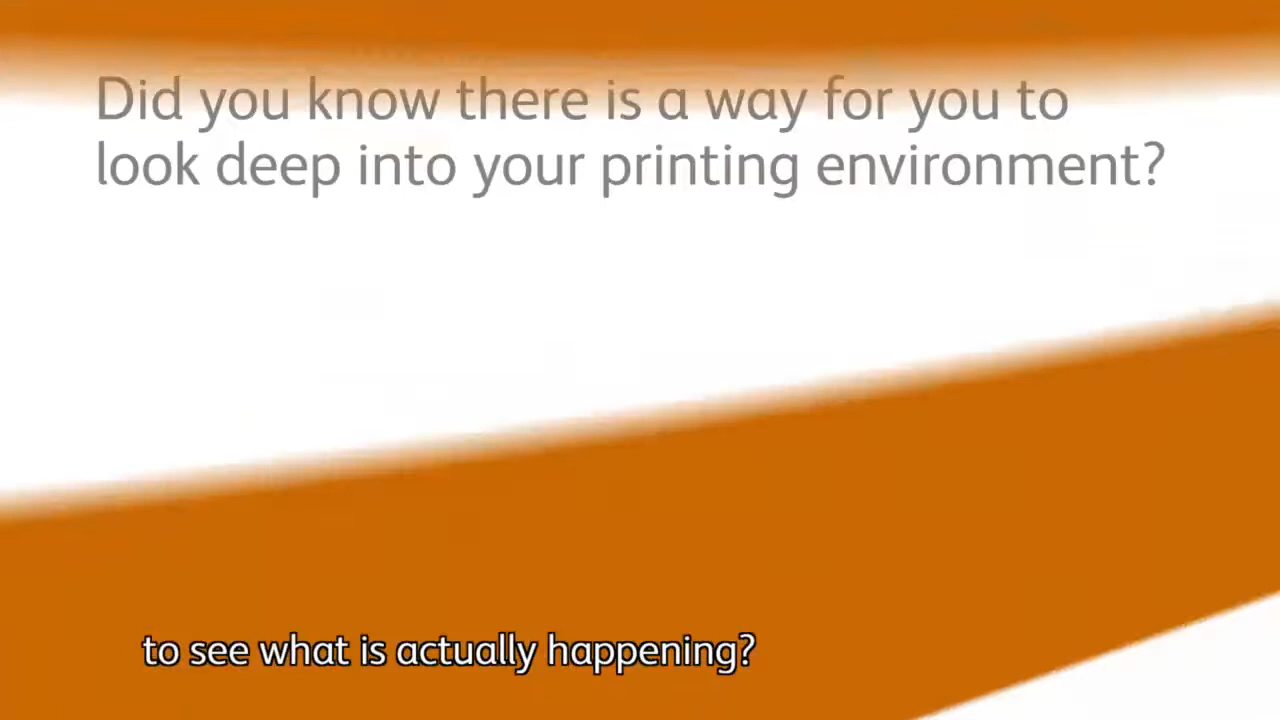 Did you know there is a way for you to
look deep into your printing environment?
to see what is actually happening?